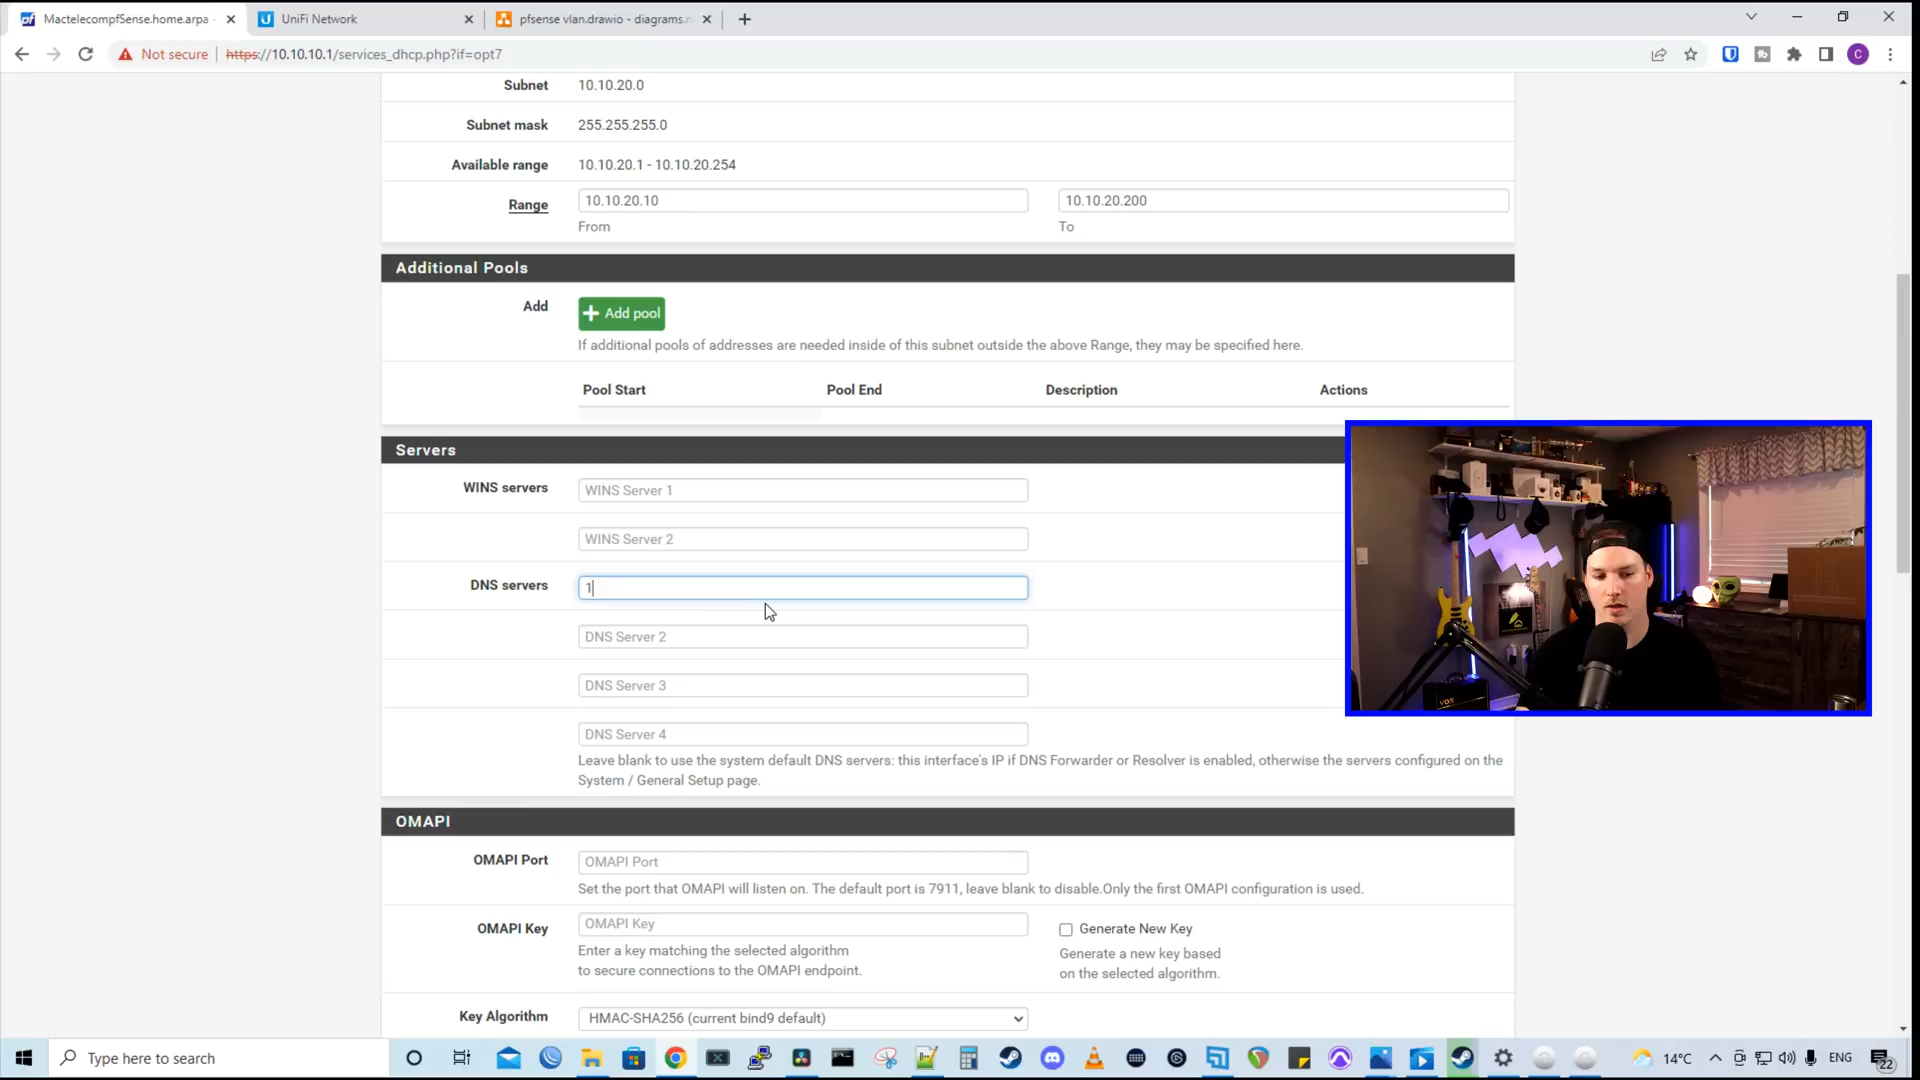 MactelecompfSense.home.arpa
UniFi Network
pfsense vlan.drawio - diagrams.n
Not secure
https://10.10.10.1/services_dhcp.php?if=opt7
C
Subnet 10.10.20.0
Subnet mask 255.255.255.0
Available range 10.10.20.1 - 10.10.20.254
Range 10.10.20.10 10.10.20.200
From To
Additional Pools
Add Add pool
If additional pools of addresses are needed inside of this subnet outside the above Range, they may be specified here.
Pool Start Pool End Description Actions
Servers
WINS servers WINS Server 1
WINS Server 2
DNS servers 1
DNS Server 2
DNS Server 3
DNS Server 4
Leave blank to use the system default DNS servers: this interface's IP if DNS Forwarder or Resolver is enabled, otherwise the servers configured on the
System / General Setup page.
VOX
OMAPI
OMAPI Port OMAPI Port
Set the port that OMAPI will listen on. The default port is 7911, leave blank to disable.Only the first OMAPI configuration is used.
OMAPI Key OMAPI Key Generate New Key
Enter a key matching the selected algorithm
to secure connections to the OMAPI endpoint.
Generate a new key based
on the selected algorithm.
Key Algorithm HMAC-SHA256 (current bind9 default)
Type here to search
14°C ENG 22